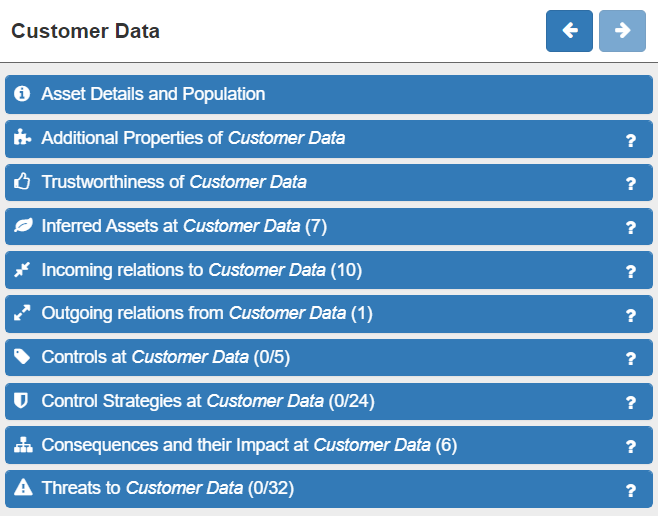 Customer Data
Asset Details and Population
Additional Properties of Customer Data ?
Trustworthiness of Customer Data ?
Inferred Assets at Customer Data (7) ?
Incoming relations to Customer Data (10) ?
Outgoing relations from Customer Data (1) ?
Controls at Customer Data (0/5) ?
Control Strategies at Customer Data (0/24) ?
Consequences and their Impact at Customer Data (6) ?
Threats to Customer Data (0/32) ?